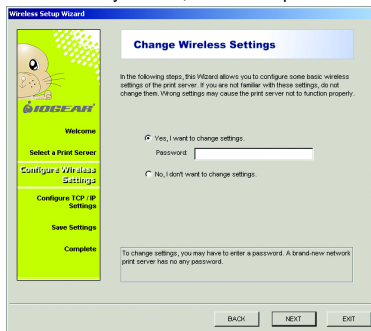 Wireless Setup Wizard
IOGEAR
Welcome
Select a Print Server
Configure Wireless
Settings
Configure TCP / IP
Settings
Save Settings
Complete
Change Wireless Settings
In the following steps, this Wizard allows you to configure some basic wireless
settings of the print server. If you are not familiar with these settings, do not
change them. Wrong settings may cause the print server not to function properly.
Yes, I want to change settings.
Password:
No, I don't want to change settings.
To change settings, you may have to enter a password. A brand-new network
print server has no any password.
BACK
NEXT
EXIT